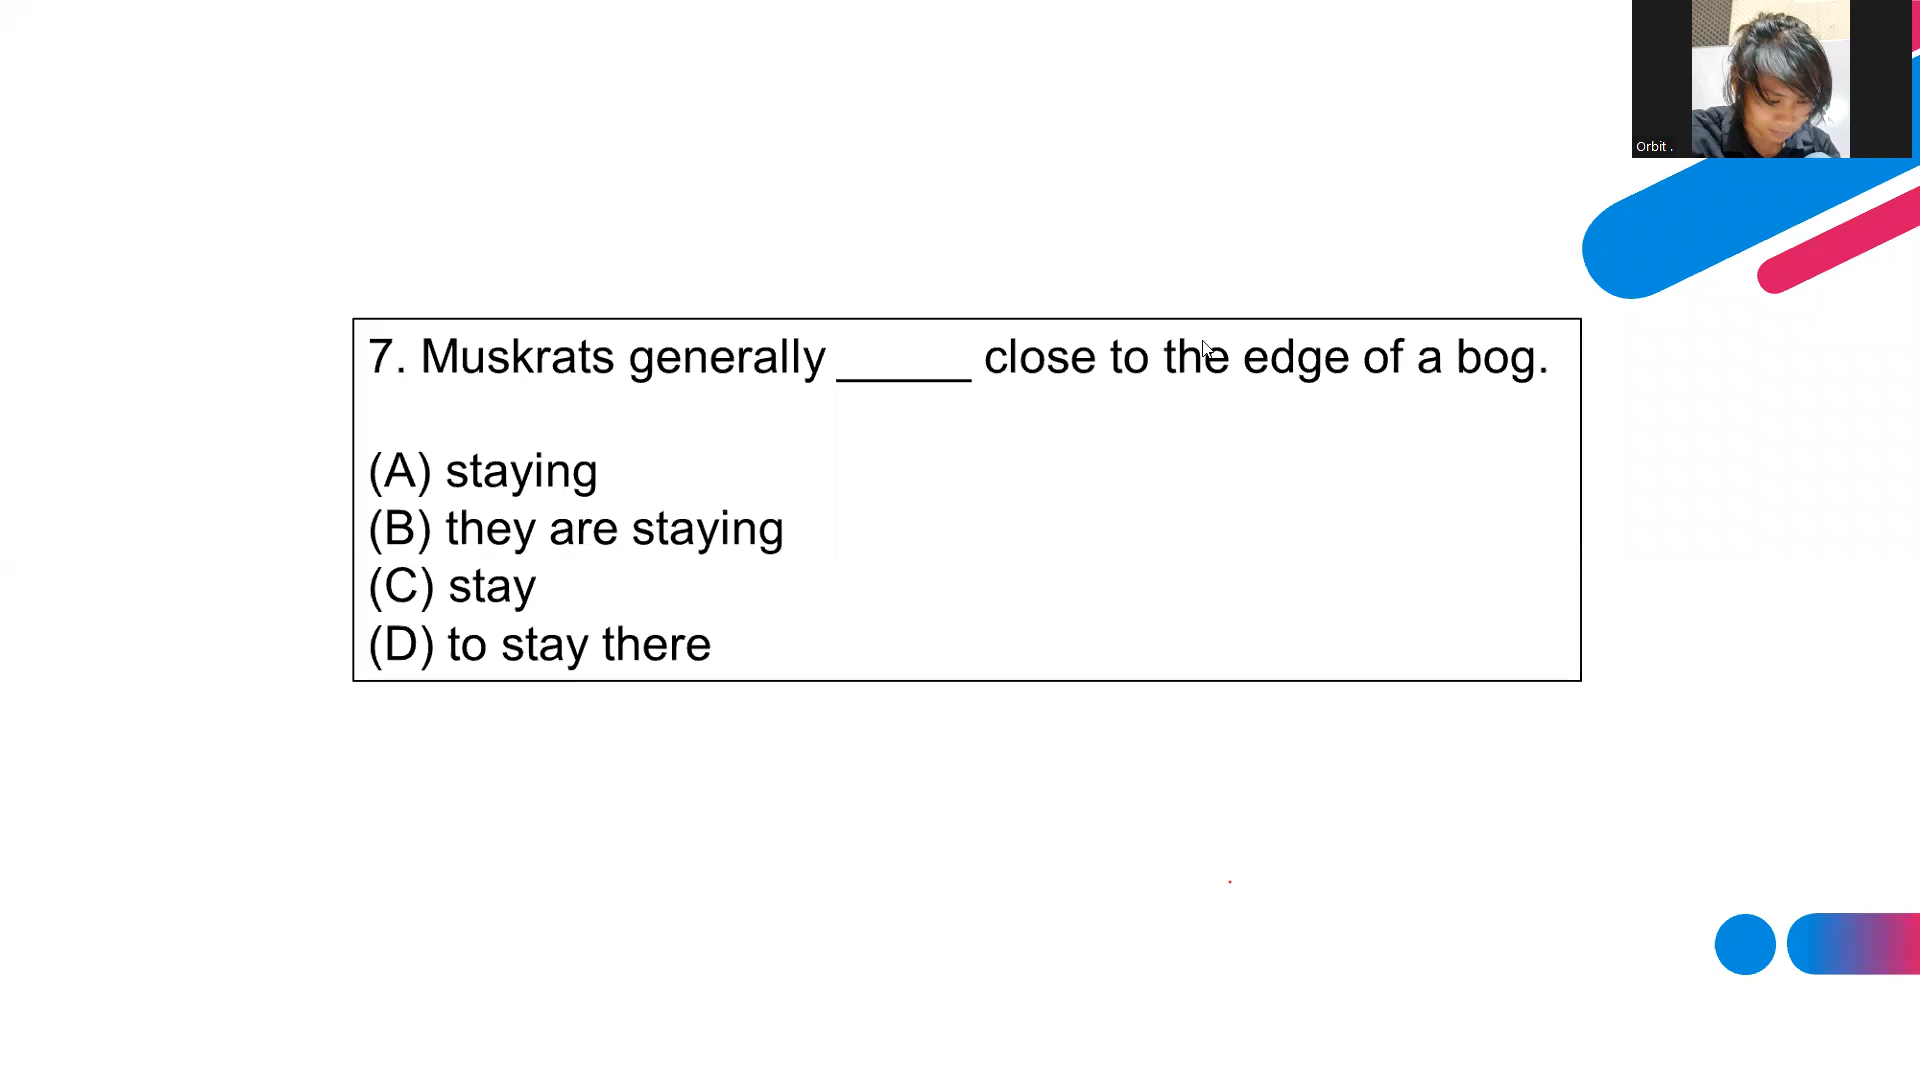 Orbit .
7. Muskrats generally ______ close to the edge of a bog.
(A) staying
(B) they are staying
(C) stay
(D) to stay there